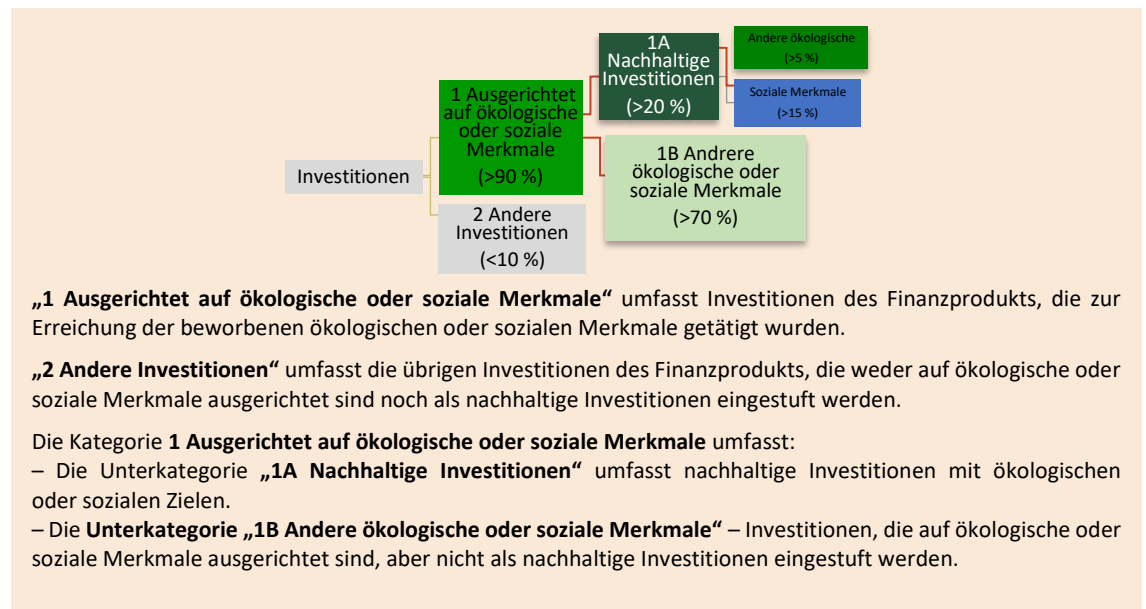 1A
Nachhaltige
Investitionen
(>20 %)
Andere ökologische
(>5 %)
Soziale Merkmale
(>15 %)
1 Ausgerichtet
auf ökologische
oder soziale
Merkmale
(>90 %)
1B Andrere
ökologische oder
soziale Merkmale
(>70 %)
Investitionen
2 Andere
Investitionen
(<10 %)
„1 Ausgerichtet auf ökologische oder soziale Merkmale“ umfasst Investitionen des Finanzprodukts, die zur
Erreichung der beworbenen ökologischen oder sozialen Merkmale getätigt wurden.
„2 Andere Investitionen“ umfasst die übrigen Investitionen des Finanzprodukts, die weder auf ökologische oder
soziale Merkmale ausgerichtet sind noch als nachhaltige Investitionen eingestuft werden.
Die Kategorie 1 Ausgerichtet auf ökologische oder soziale Merkmale umfasst:
– Die Unterkategorie „1A Nachhaltige Investitionen“ umfasst nachhaltige Investitionen mit ökologischen
oder sozialen Zielen.
– Die Unterkategorie „1B Andere ökologische oder soziale Merkmale“ – Investitionen, die auf ökologische oder
soziale Merkmale ausgerichtet sind, aber nicht als nachhaltige Investitionen eingestuft werden.